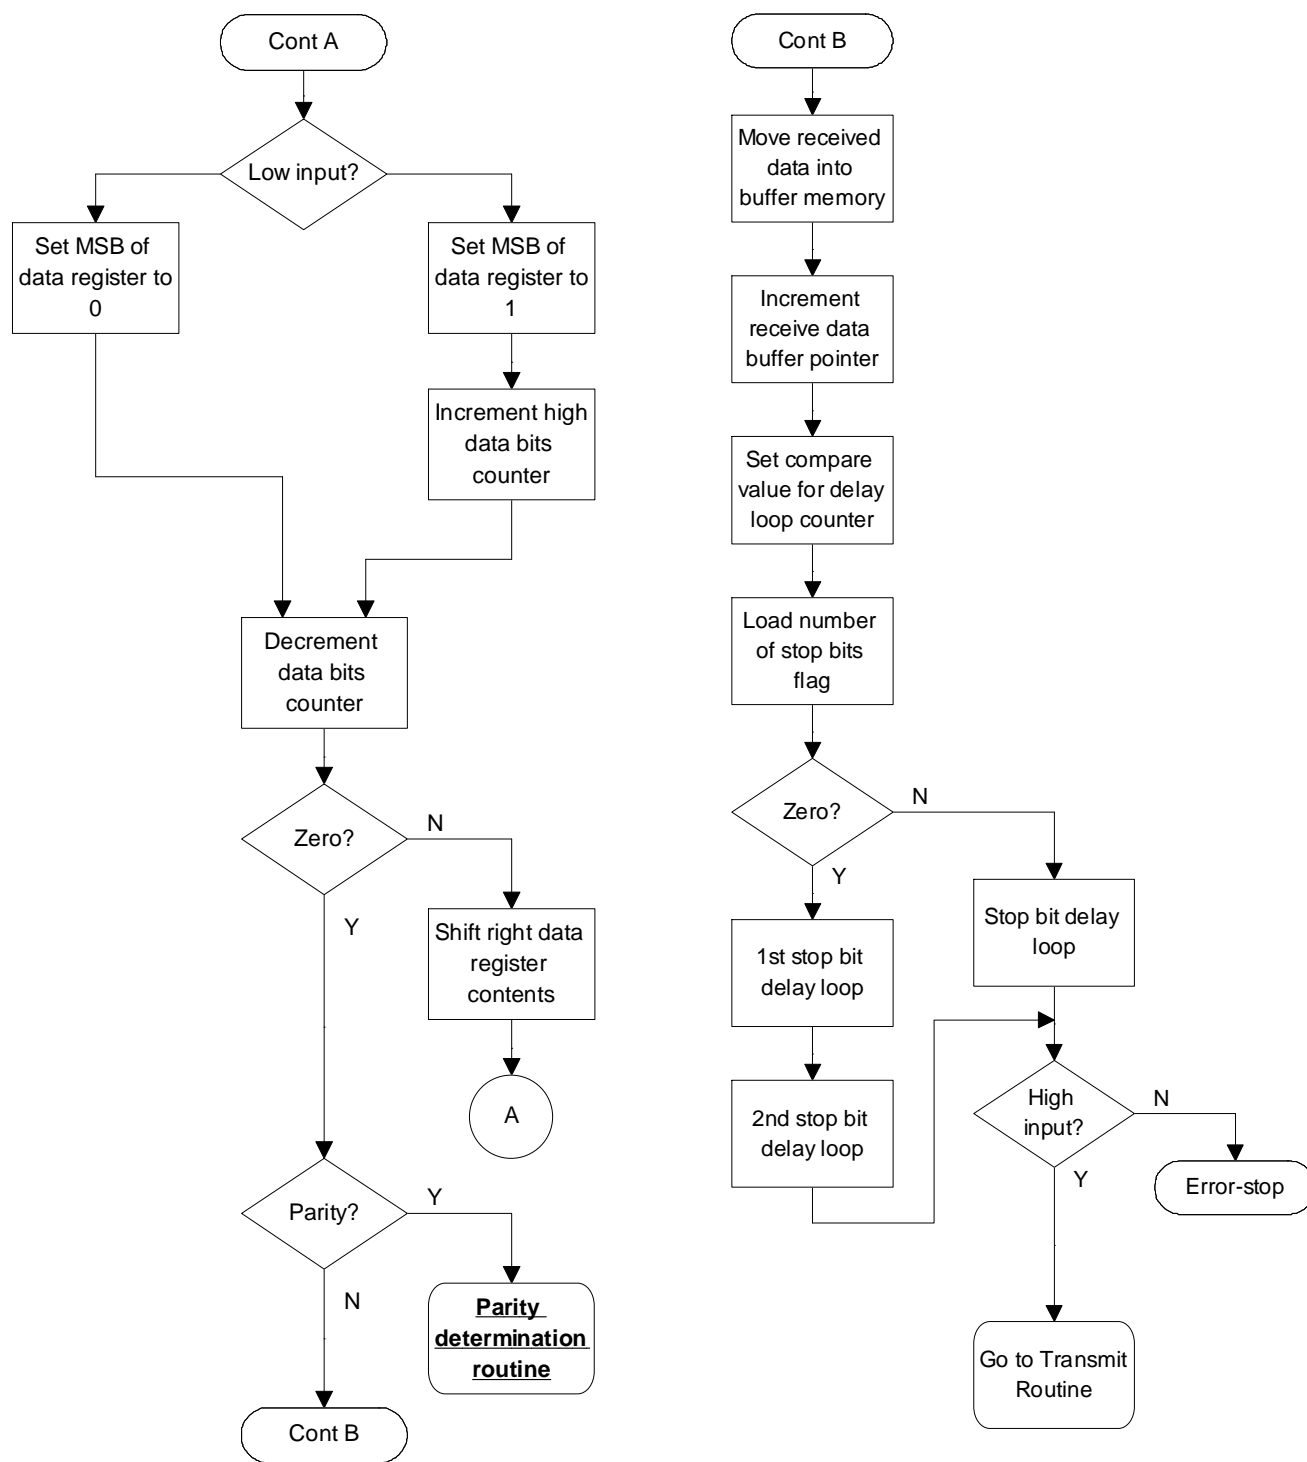 Cont A
Low input?
Set MSB of
data register to
0
Set MSB of
data register to
1
Increment high
data bits
counter
Decrement
data bits
counter
Zero?
N
Y
Shift right data
register
contents
A
Parity?
Y
N
Parity
determination
routine
Cont B
Cont B
Move received
data into
buffer memory
Increment
receive data
buffer pointer
Set compare
value for delay
loop counter
Load number
of stop bits
flag
Zero?
N
Y
1st stop bit
delay loop
Stop bit delay
loop
2nd stop bit
delay loop
High
input?
N
Y
Error-stop
Go to Transmit
Routine